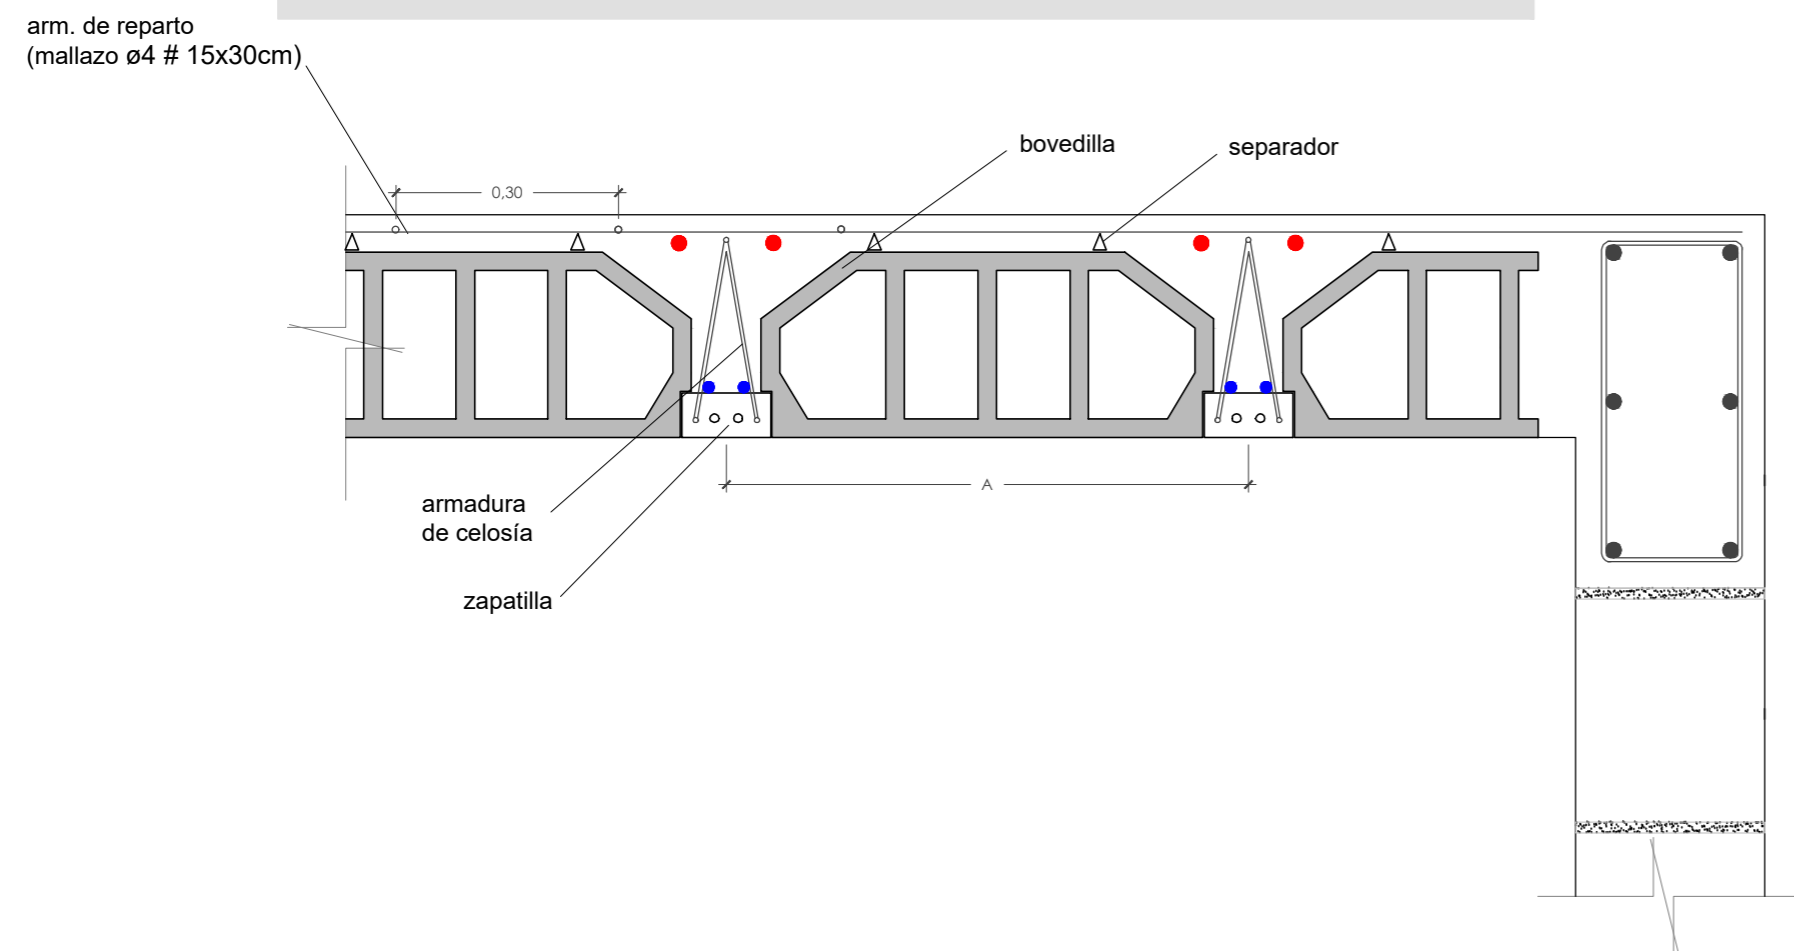 arm. de reparto
(mallazo ø4 # 15x30cm)
bovedilla
separador
0,30
A
armadura
de celosía
zapatilla